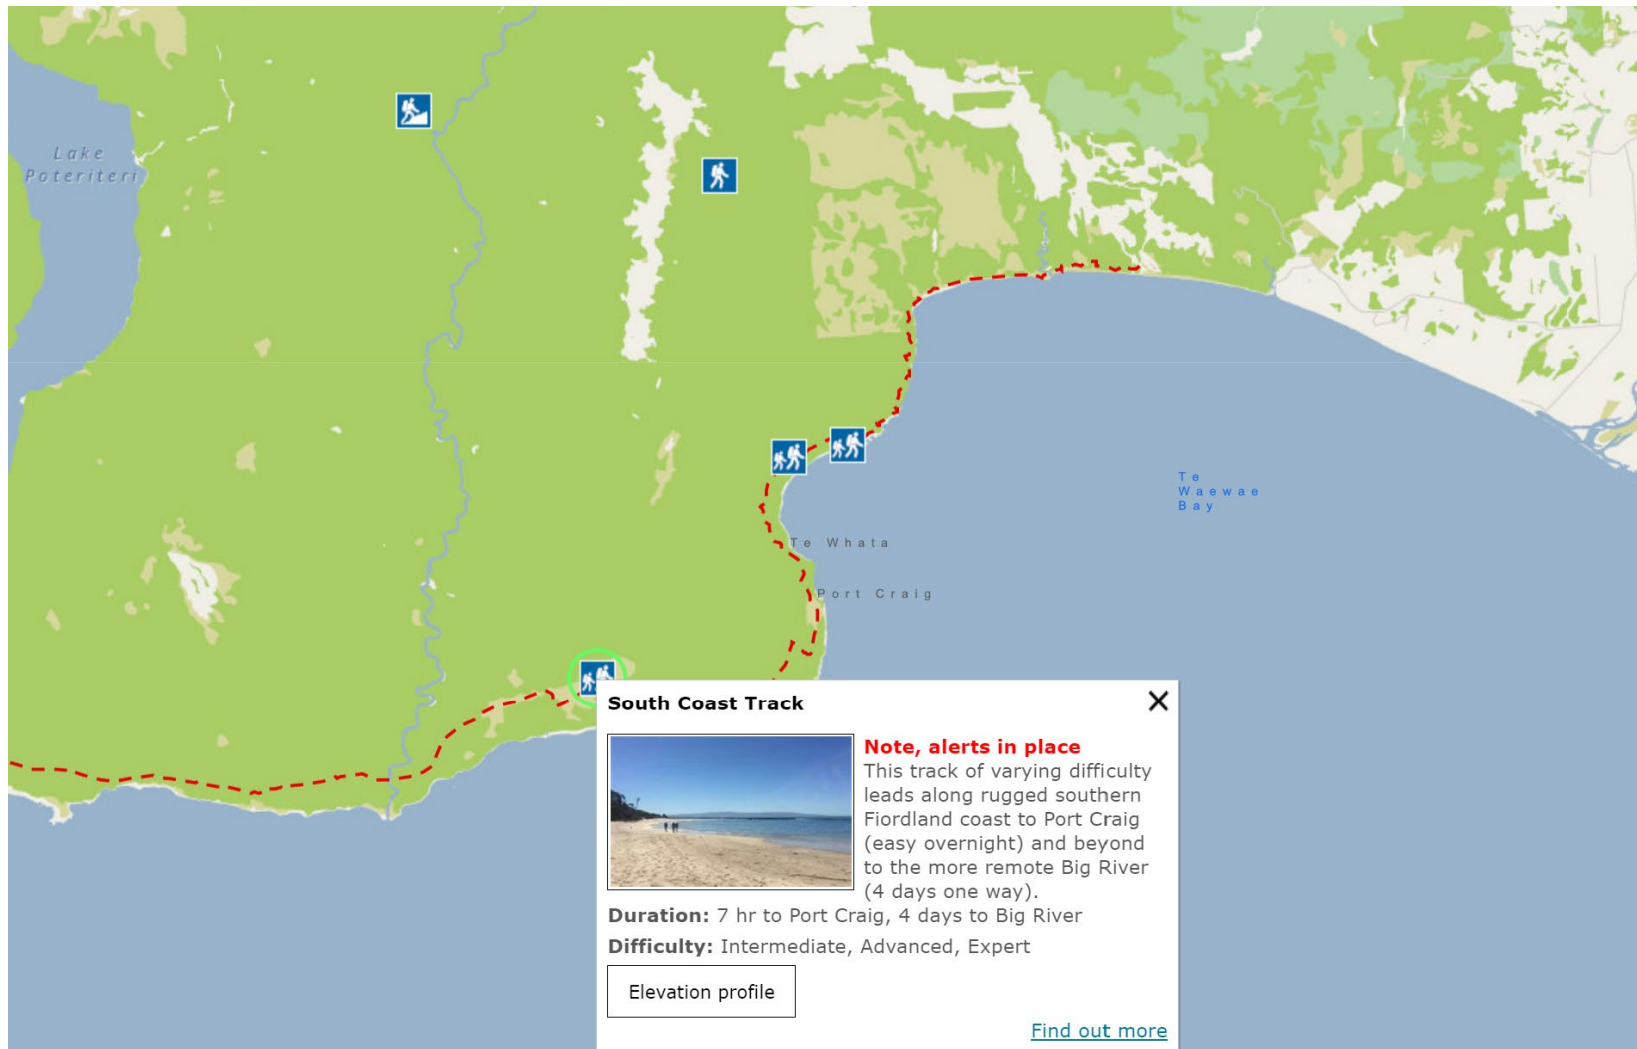 Lake
Poteriteri
Te
Waewae
Bay
Te Whata
Port Craig
South Coast Track
Note, alerts in place
This track of varying difficulty
leads along rugged southern
Fiordland coast to Port Craig
(easy overnight) and beyond
to the more remote Big River
(4 days one way).
Duration: 7 hr to Port Craig, 4 days to Big River
Difficulty: Intermediate, Advanced, Expert
Elevation profile
Find out more